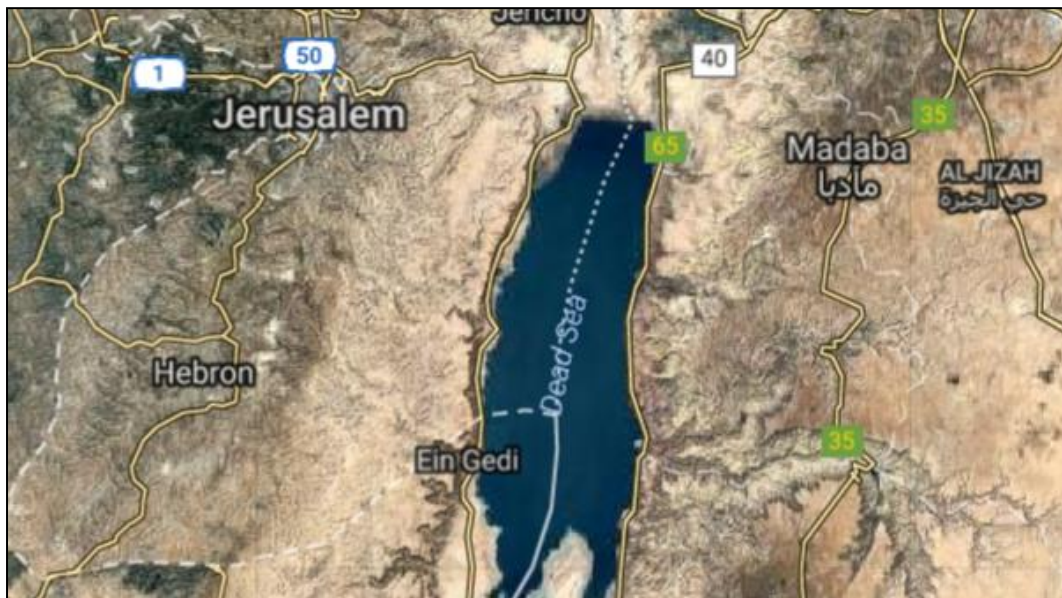 Jericho
50
40
1
Jerusalem
35
65
Madaba
مادبا
AL JIZAH
حي الجيزة
Dead Sea
Hebron
35
Ein Gedi